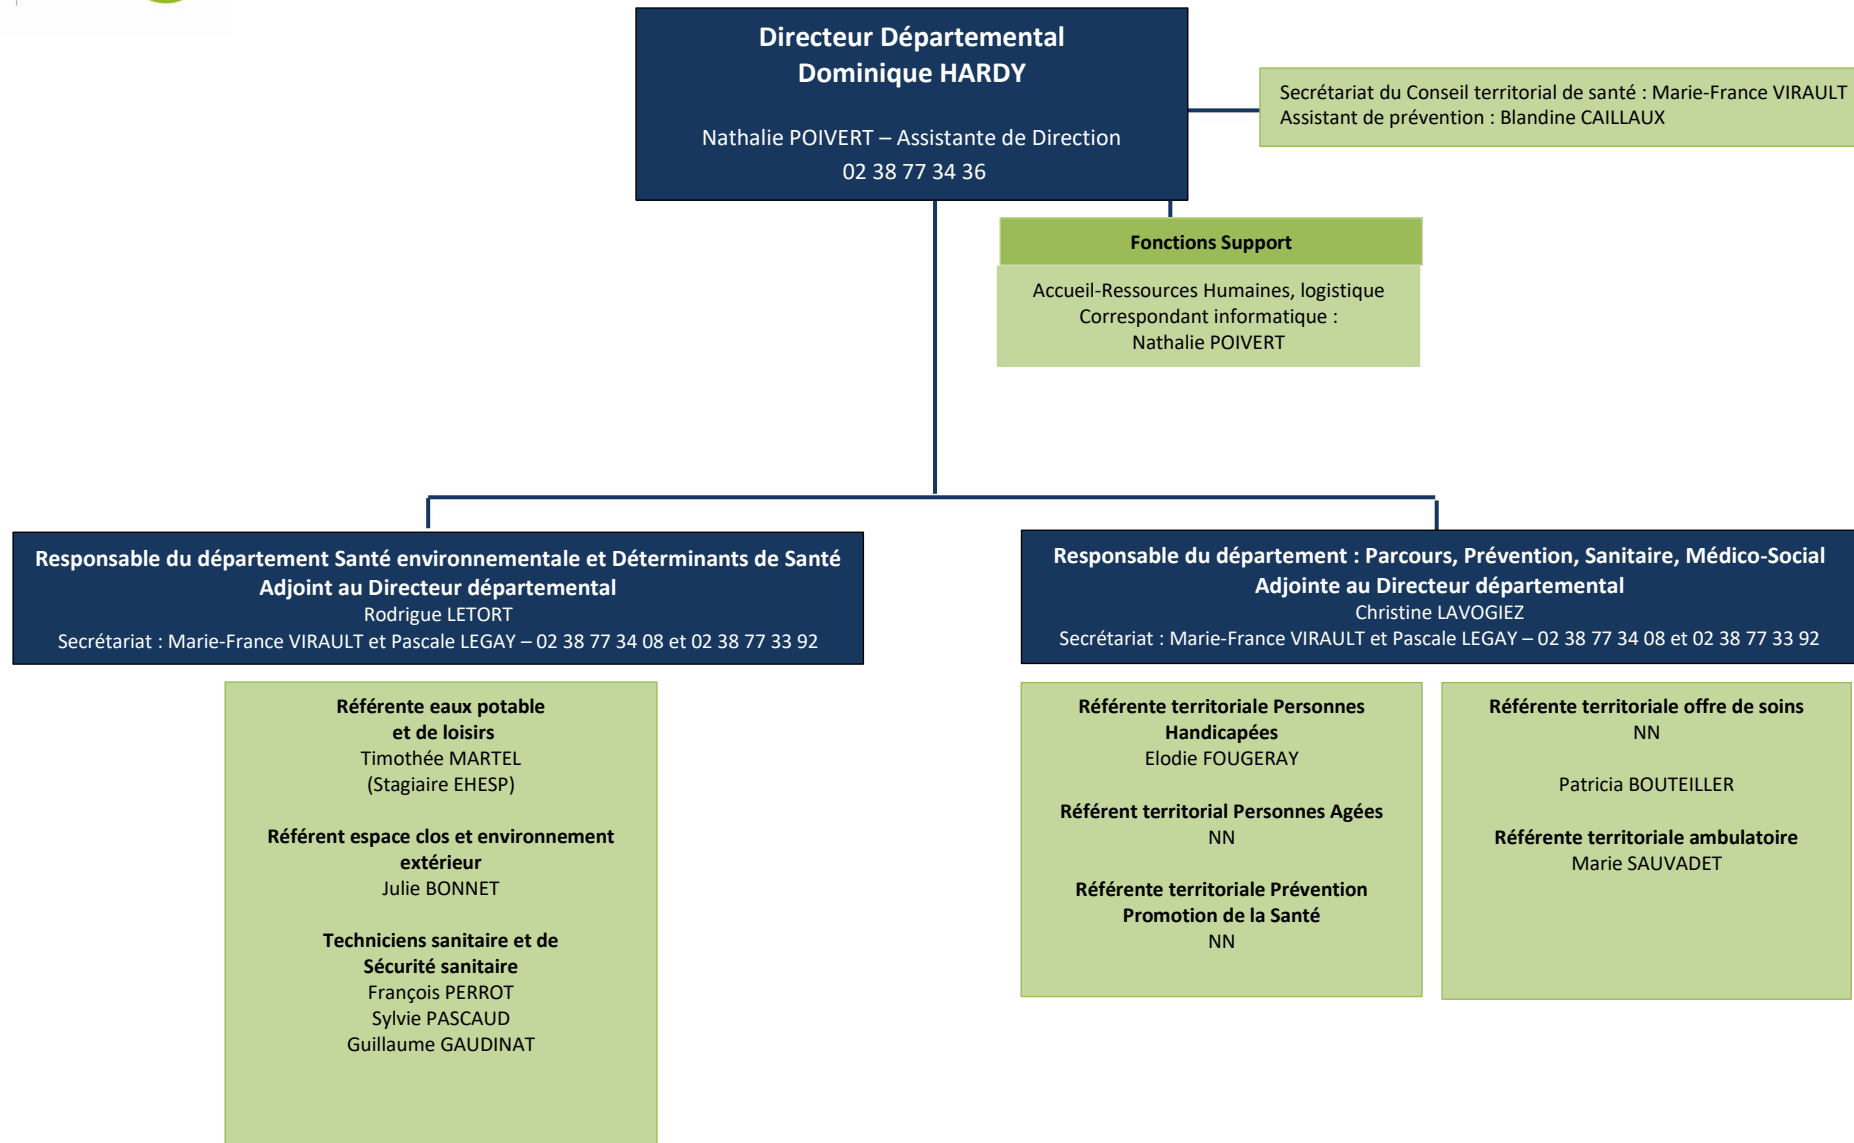 Directeur Départemental
Dominique HARDY
Nathalie POIVERT – Assistante de Direction
02 38 77 34 36
Secrétariat du Conseil territorial de santé : Marie-France VIRAULT
Assistant de prévention : Blandine CAILLAUX
Fonctions Support
Accueil-Ressources Humaines, logistique
Correspondant informatique :
Nathalie POIVERT
Responsable du département Santé environnementale et Déterminants de Santé
Adjoint au Directeur départemental
Rodrigue LETORT
Secrétariat : Marie-France VIRAULT et Pascale LEGAY – 02 38 77 34 08 et 02 38 77 33 92
Responsable du département : Parcours, Prévention, Sanitaire, Médico-Social
Adjointe au Directeur départemental
Christine LAVOGIEZ
Secrétariat : Marie-France VIRAULT et Pascale LEGAY – 02 38 77 34 08 et 02 38 77 33 92
Référente eaux potable
et de loisirs
Timothée MARTEL
(Stagiaire EHESP)
Référent espace clos et environnement
extérieur
Julie BONNET
Techniciens sanitaire et de
Sécurité sanitaire
François PERROT
Sylvie PASCAUD
Guillaume GAUDINAT
Référente territoriale Personnes
Handicapées
Elodie FOUGERAY
Référent territorial Personnes Agées
NN
Référente territoriale Prévention
Promotion de la Santé
NN
Référente territoriale offre de soins
NN
Patricia BOUTEILLER
Référente territoriale ambulatoire
Marie SAUVADET